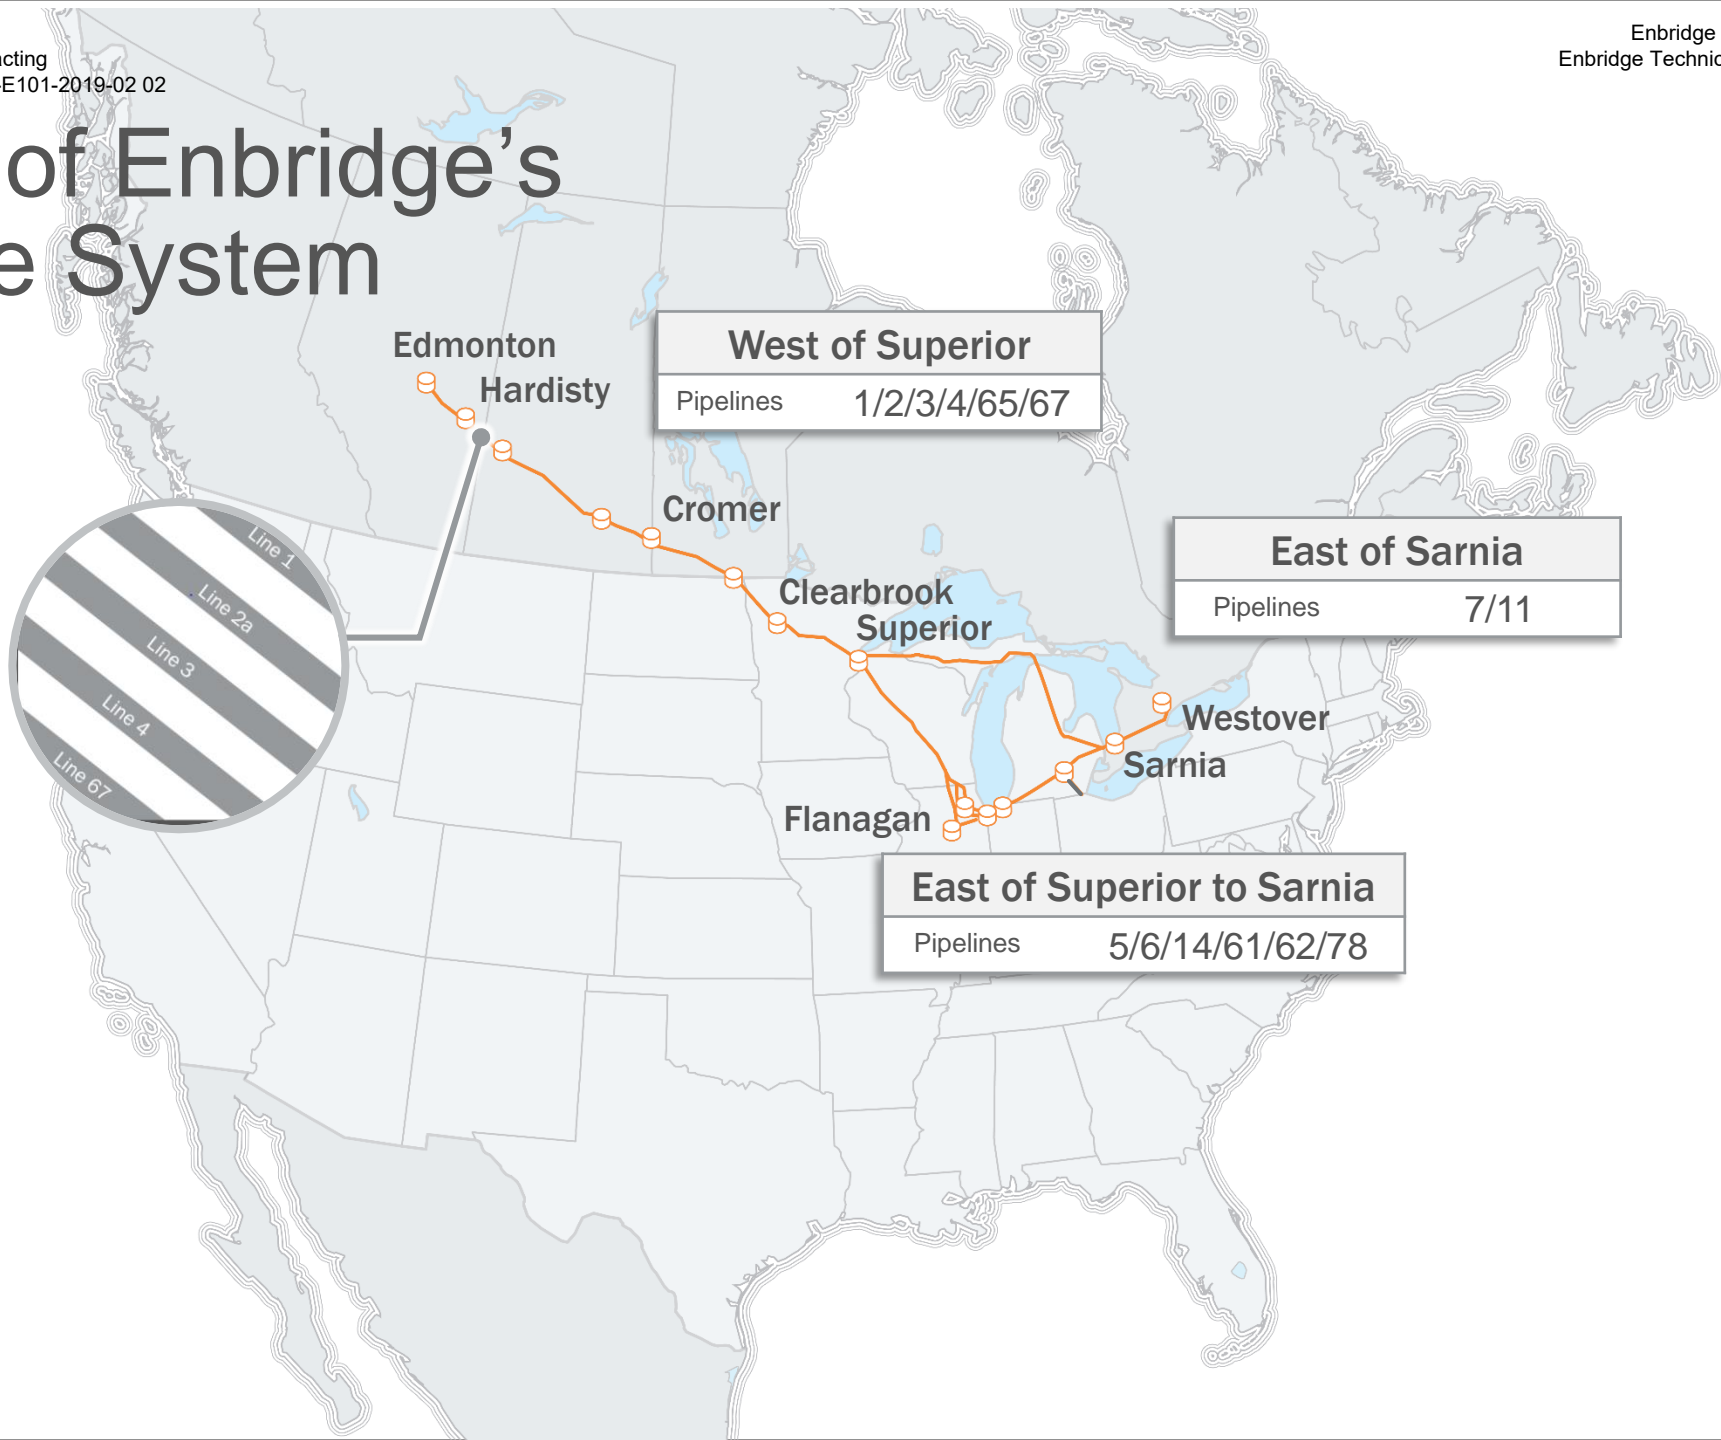 Enbridge
Enbridge Technic
cting
-E101-2019-02 02
of Enbridge’s
e System
Edmonton
Hardisty
West of Superior
Pipelines 1/2/3/4/65/67
Cromer
Clearbrook
Superior
East of Sarnia
Pipelines 7/11
Line 1
Line 2a
Line 3
Line 4
Line 67
Westover
Sarnia
Flanagan
East of Superior to Sarnia
Pipelines 5/6/14/61/62/78